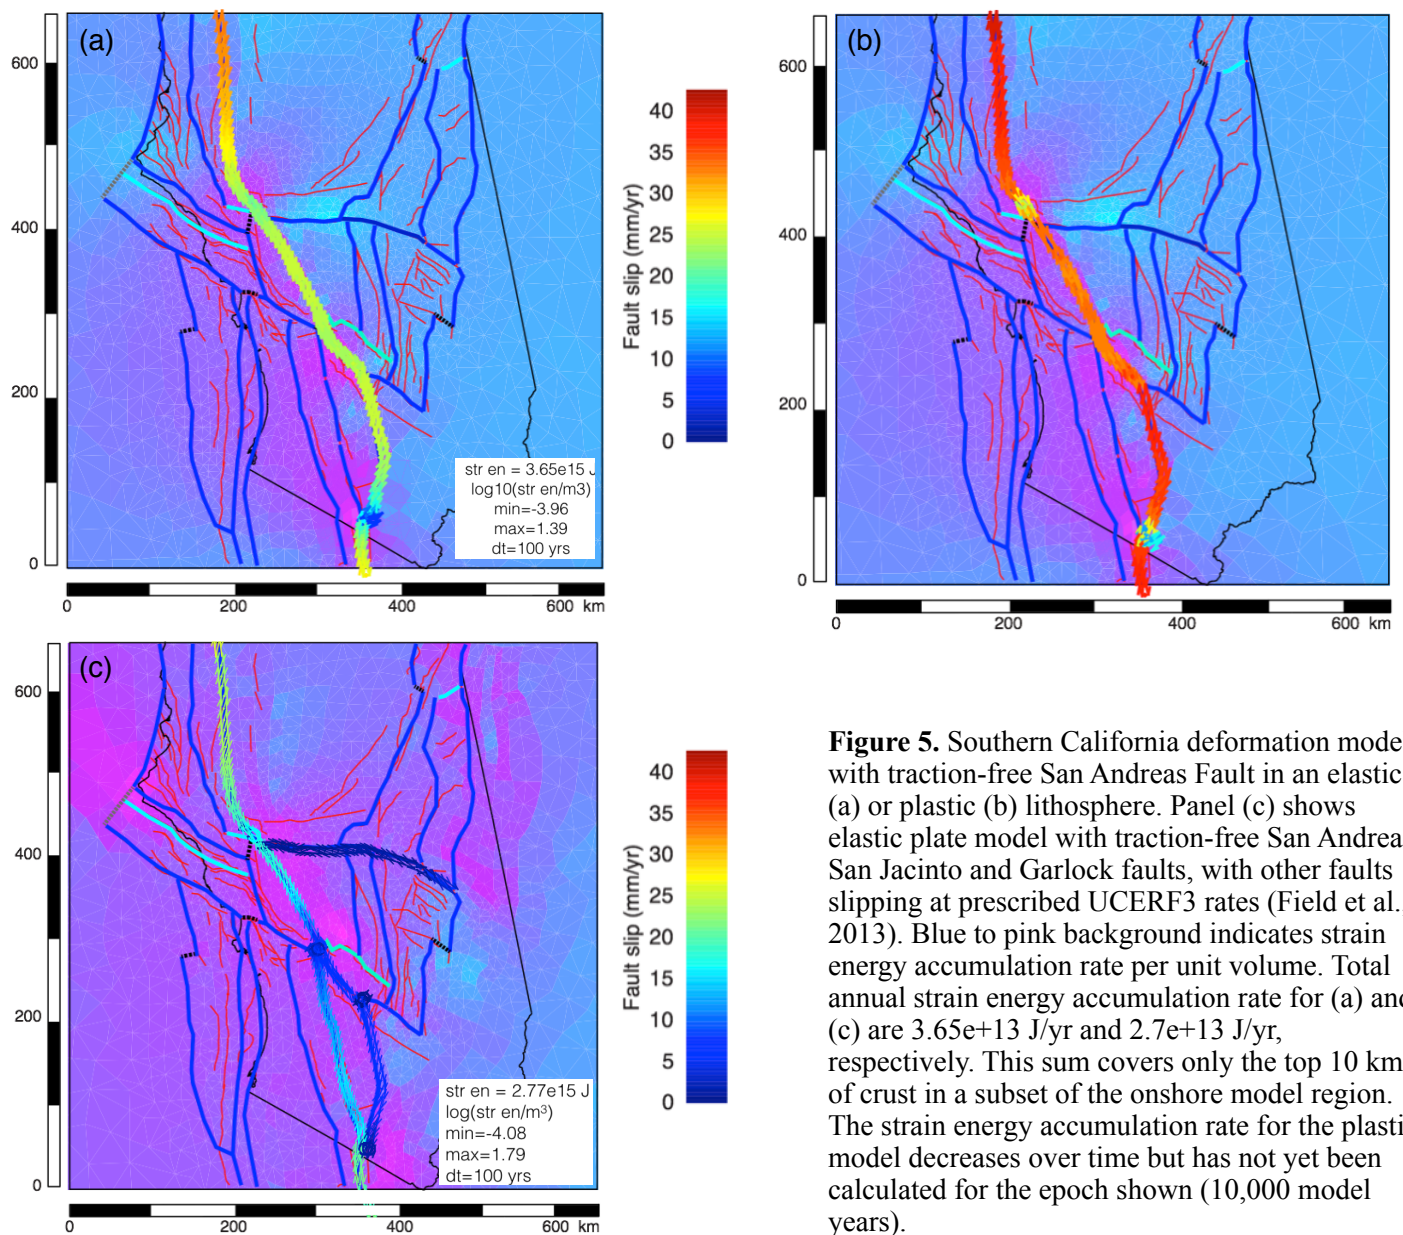 (a)
600
400
200
0
0
200
400
600 km
str en = 3.65e15 J
log10(str en/m3)
min=-3.96
max=1.39
dt=100 yrs
Fault slip (mm/yr)
40
35
30
25
20
15
10
5
0
(b)
600
400
200
0
0
200
400
600 km
(c)
600
400
200
0
0
200
400
600 km
str en = 2.77e15 J
log(str en/m³)
min=-4.08
max=1.79
dt=100 yrs
Fault slip (mm/yr)
40
35
30
25
20
15
10
5
0
Figure 5. Southern California deformation mode
with traction-free San Andreas Fault in an elastic
(a) or plastic (b) lithosphere. Panel (c) shows
elastic plate model with traction-free San Andrea
San Jacinto and Garlock faults, with other faults
slipping at prescribed UCERF3 rates (Field et al.,
2013). Blue to pink background indicates strain
energy accumulation rate per unit volume. Total
annual strain energy accumulation rate for (a) and
(c) are 3.65e+13 J/yr and 2.7e+13 J/yr,
respectively. This sum covers only the top 10 km
of crust in a subset of the onshore model region.
The strain energy accumulation rate for the plasti
model decreases over time but has not yet been
calculated for the epoch shown (10,000 model
years).